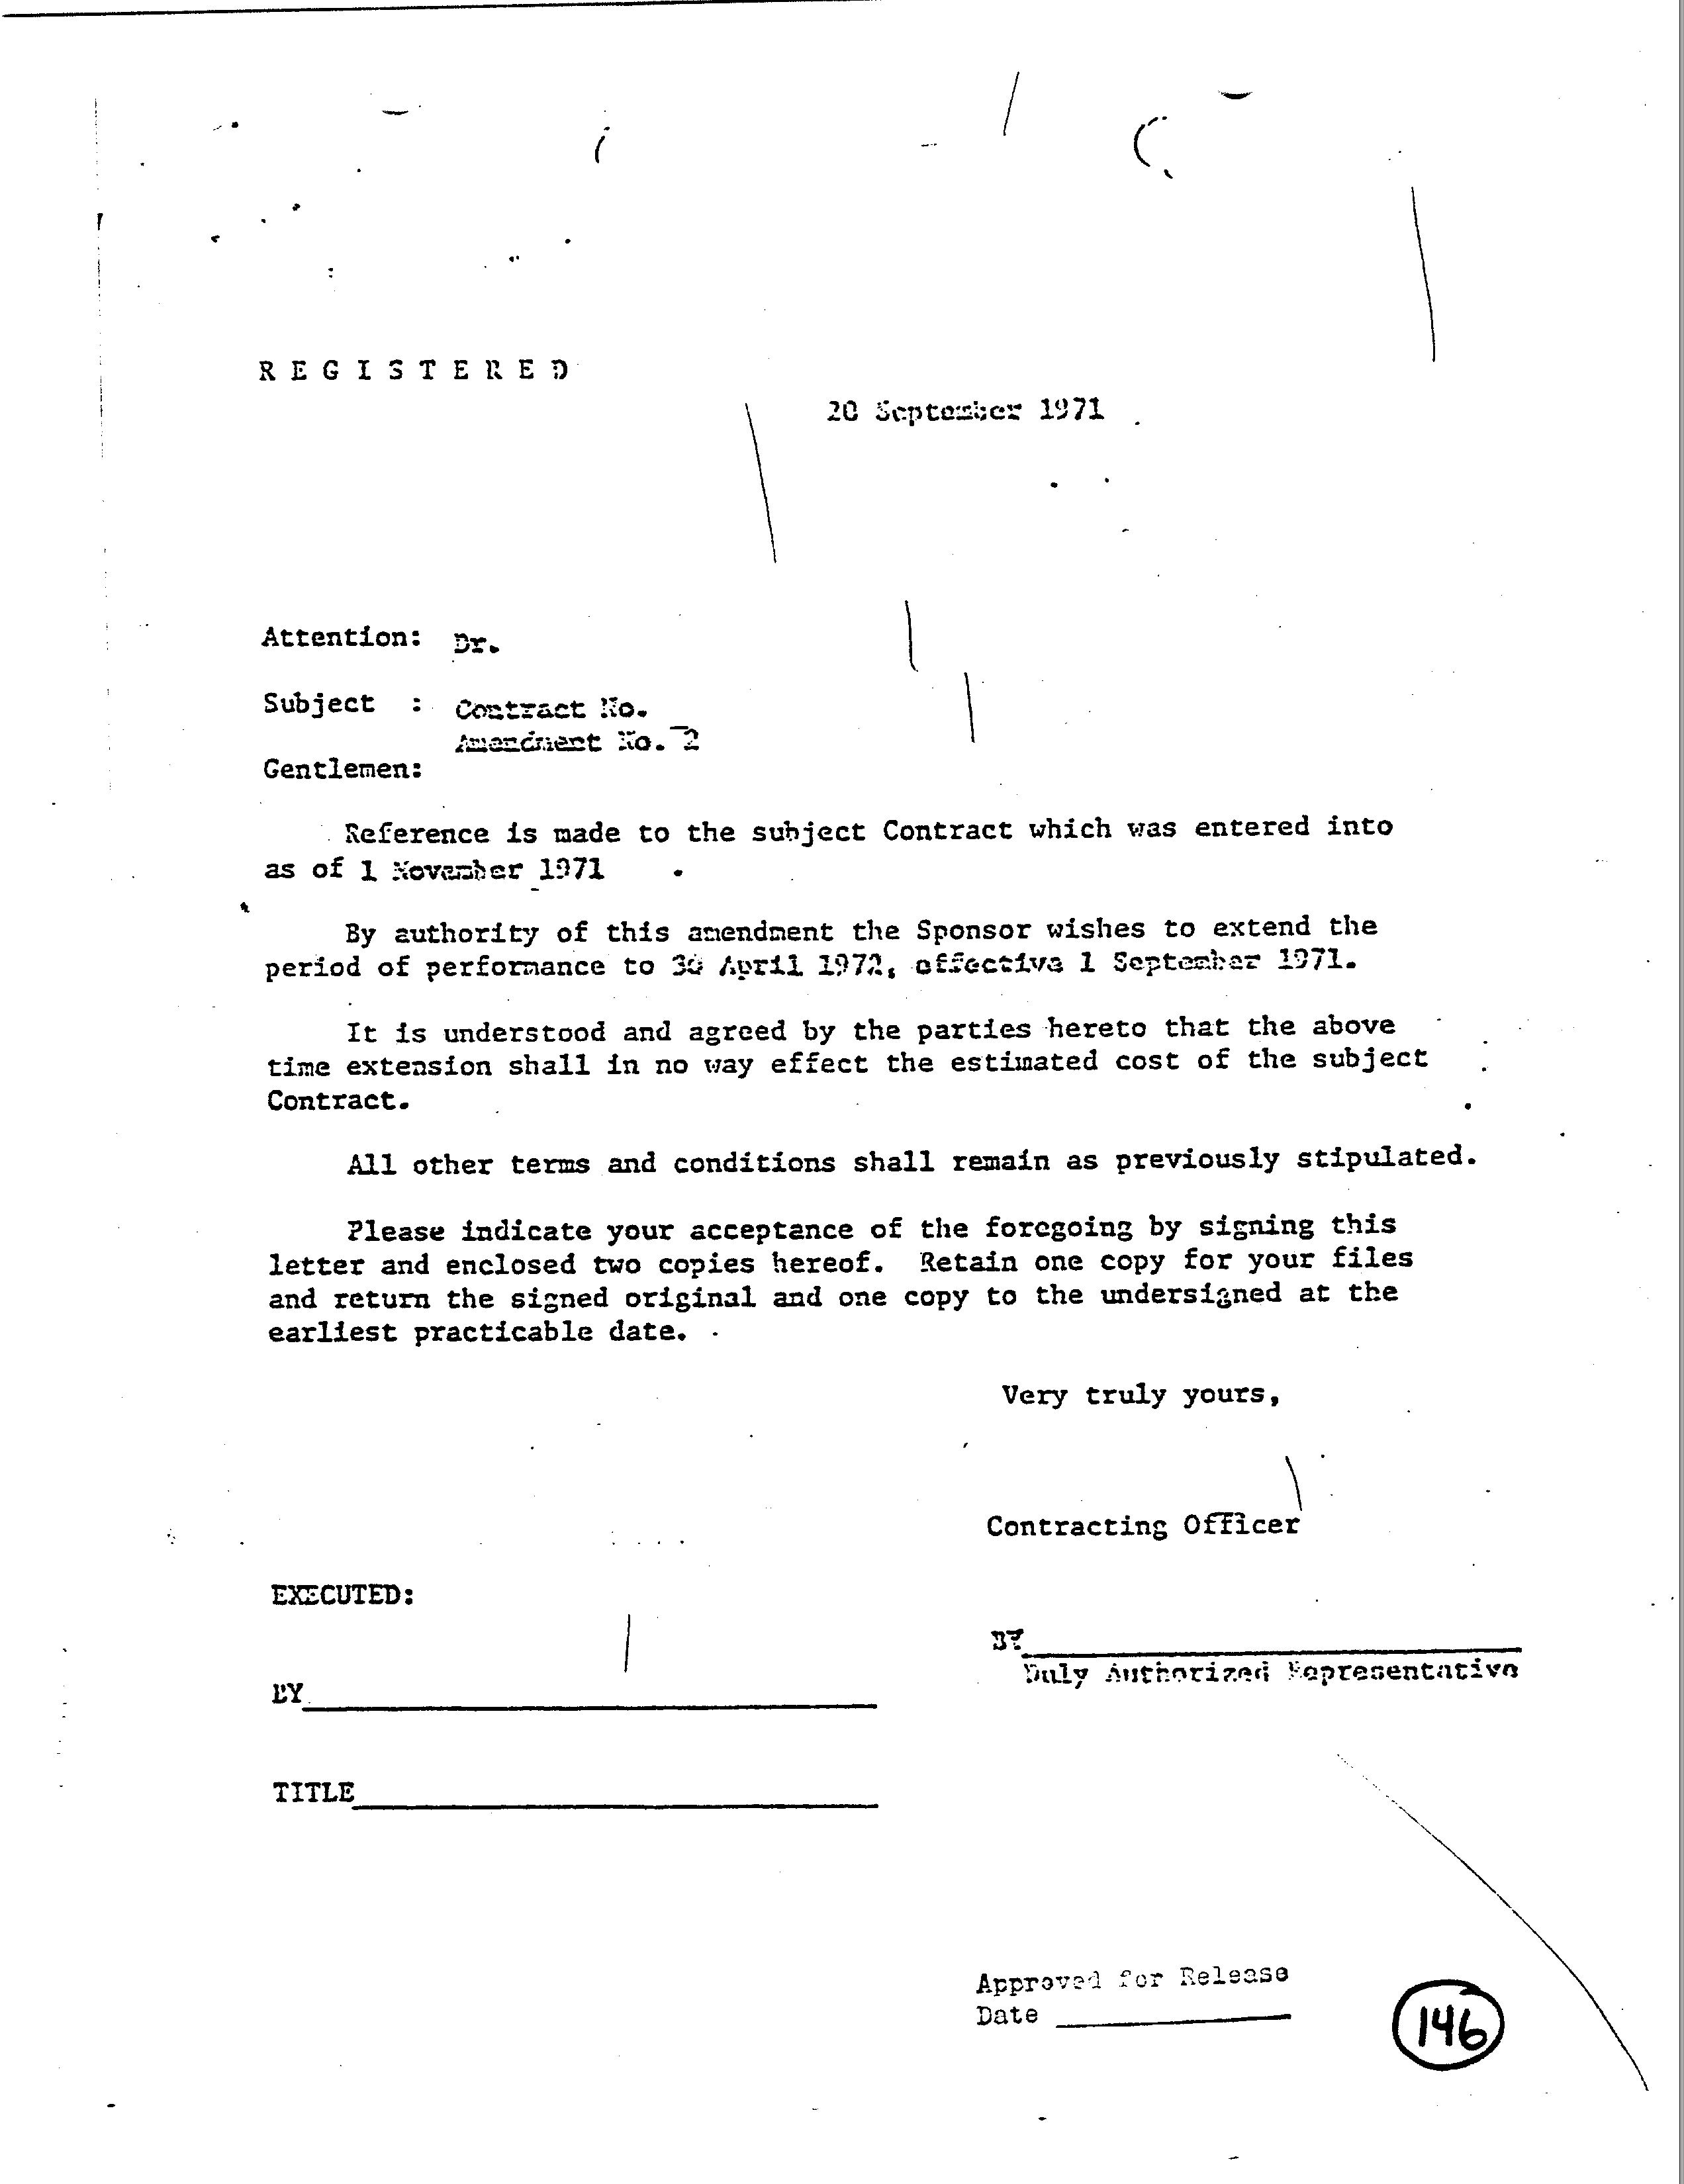 REGISTERED
20 September 1971
Attention: Dr.
Subject : Contract No.
Amendment No. 2
Gentlemen:
Reference is made to the subject Contract which was entered into
as of 1 November 1971 .
By authority of this amendment the Sponsor wishes to extend the
period of performance to 30 April 1972, effective 1 September 1971.
It is understood and agreed by the parties hereto that the above
time extension shall in no way effect the estimated cost of the subject
Contract.
All other terms and conditions shall remain as previously stipulated.
Please indicate your acceptance of the foregoing by signing this
letter and enclosed two copies hereof. Retain one copy for your files
and return the signed original and one copy to the undersigned at the
earliest practicable date.
Very truly yours,
Contracting Officer
EXECUTED:
BY
Duly Authorized Representative
BY
TITLE
Approved for Release
Date
146